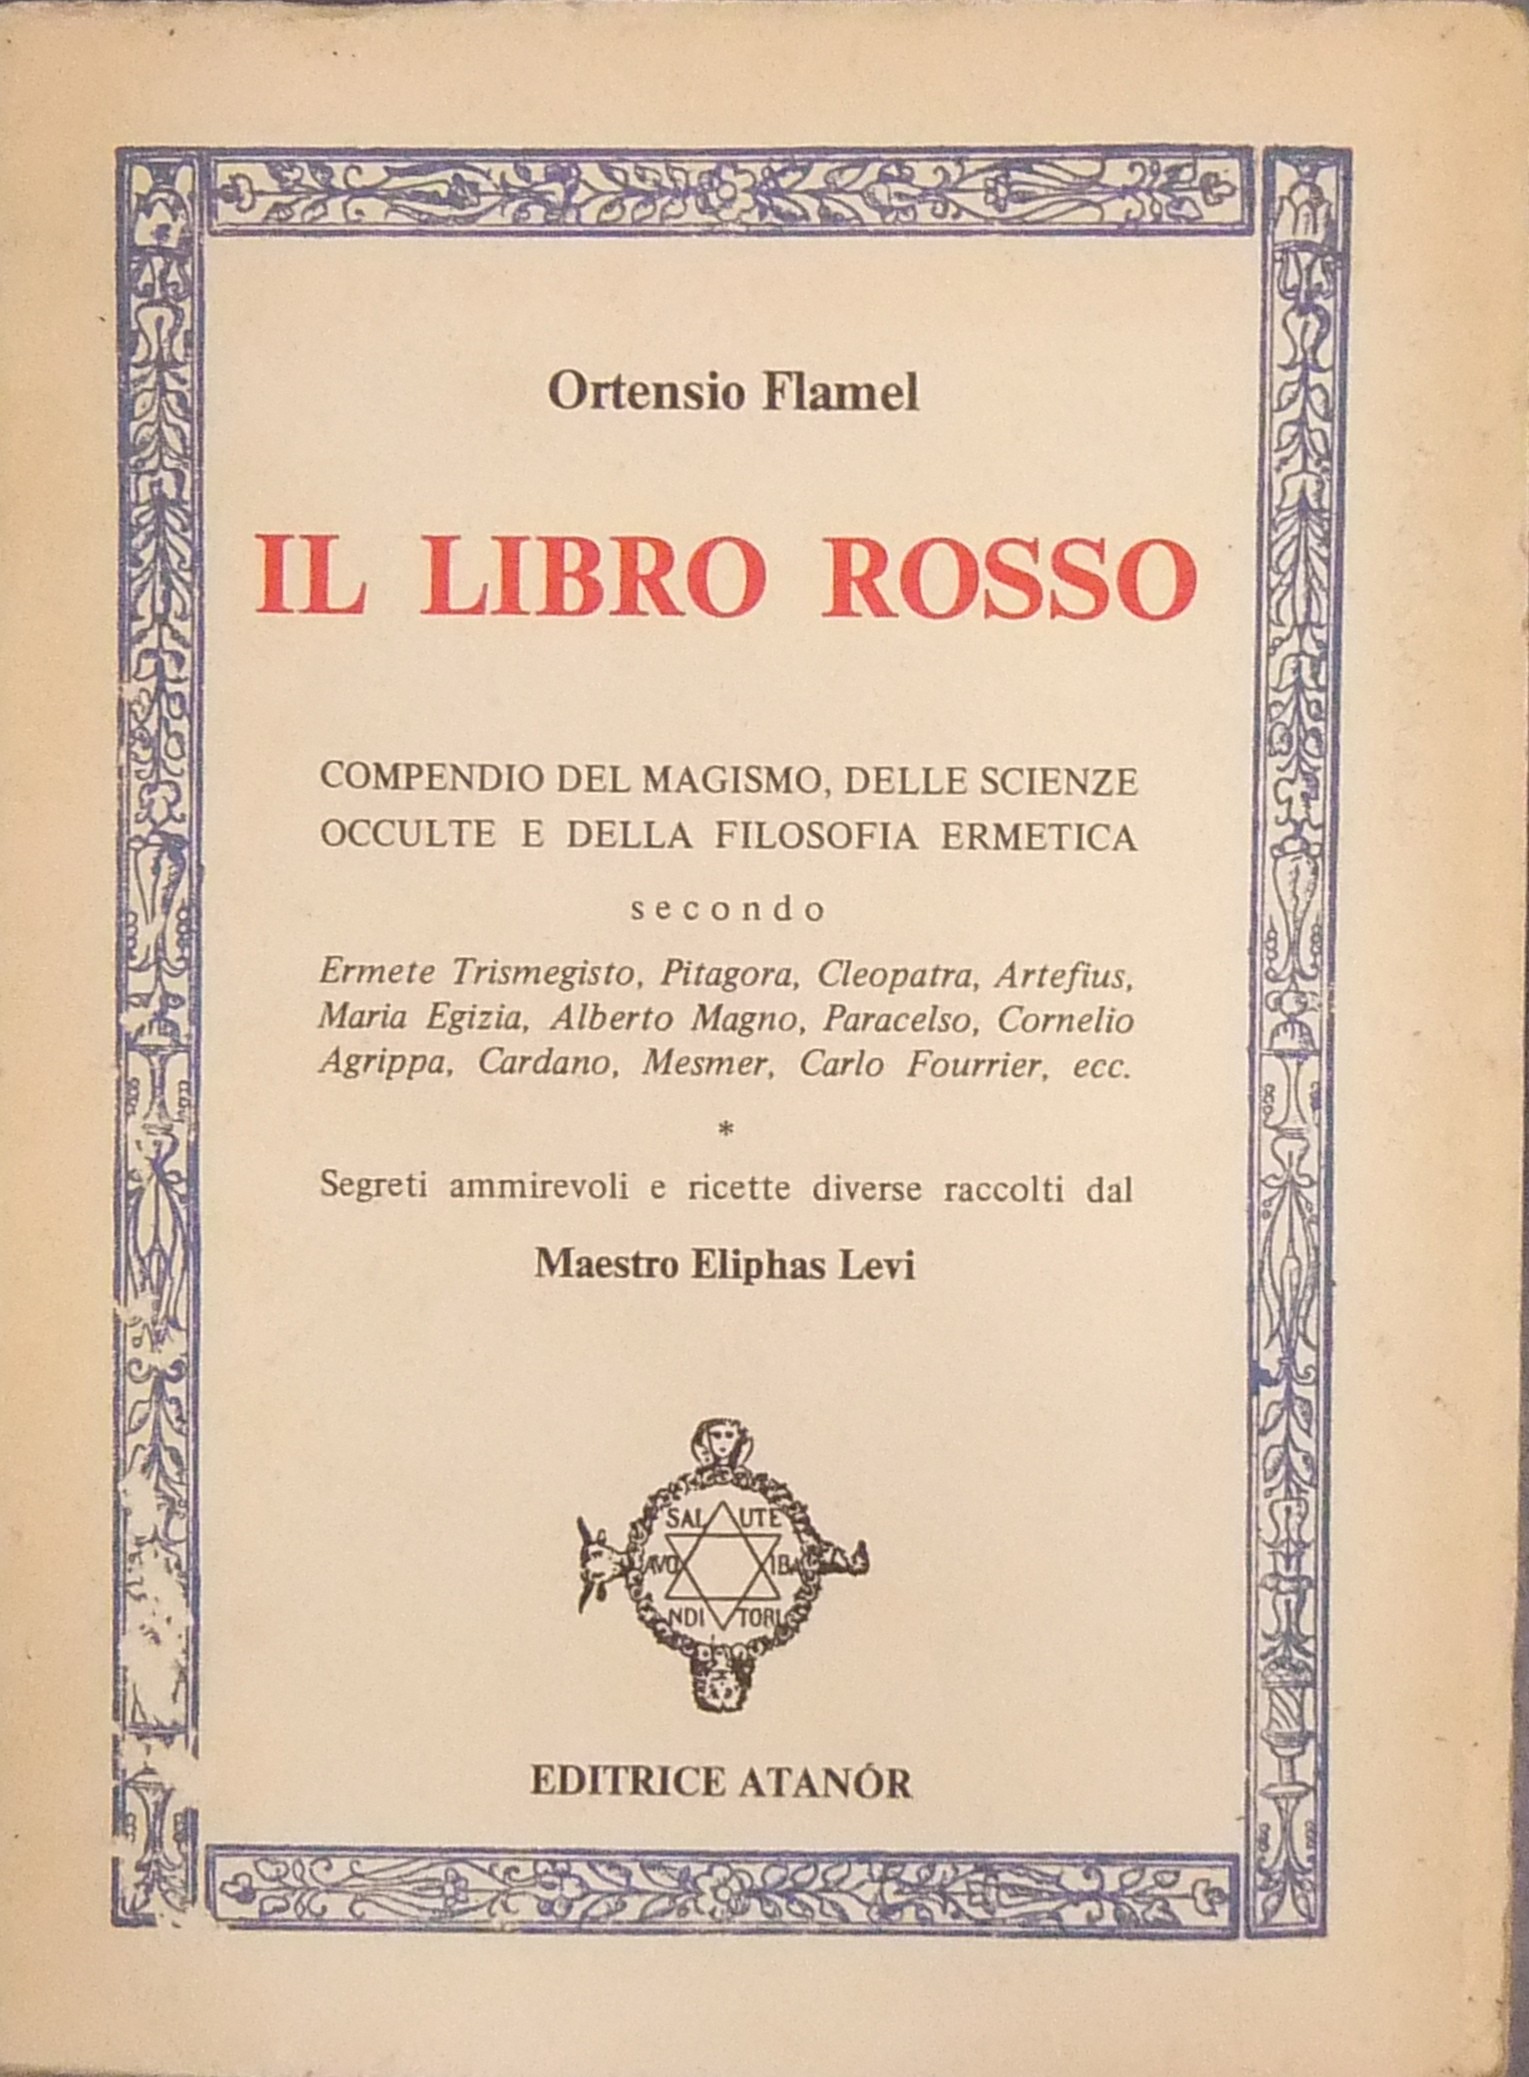 Ortensio Flamel
IL LIBRO ROSSO
COMPENDIO DEL MAGISMO, DELLE SCIENZE
OCCULTE E DELLA FILOSOFIA ERMETICA
secondo
Ermete Trismegisto, Pitagora, Cleopatra, Artefius,
Maria Egizia, Alberto Magno, Paracelso, Cornelio
Agrippa, Cardano, Mesmer, Carlo Fourrier, ecc.
*
Segreti ammirevoli e ricette diverse raccolti dal
Maestro Eliphas Levi
SAL UTE
AVO IBA
NDI TORI
EDITRICE ATANÓR